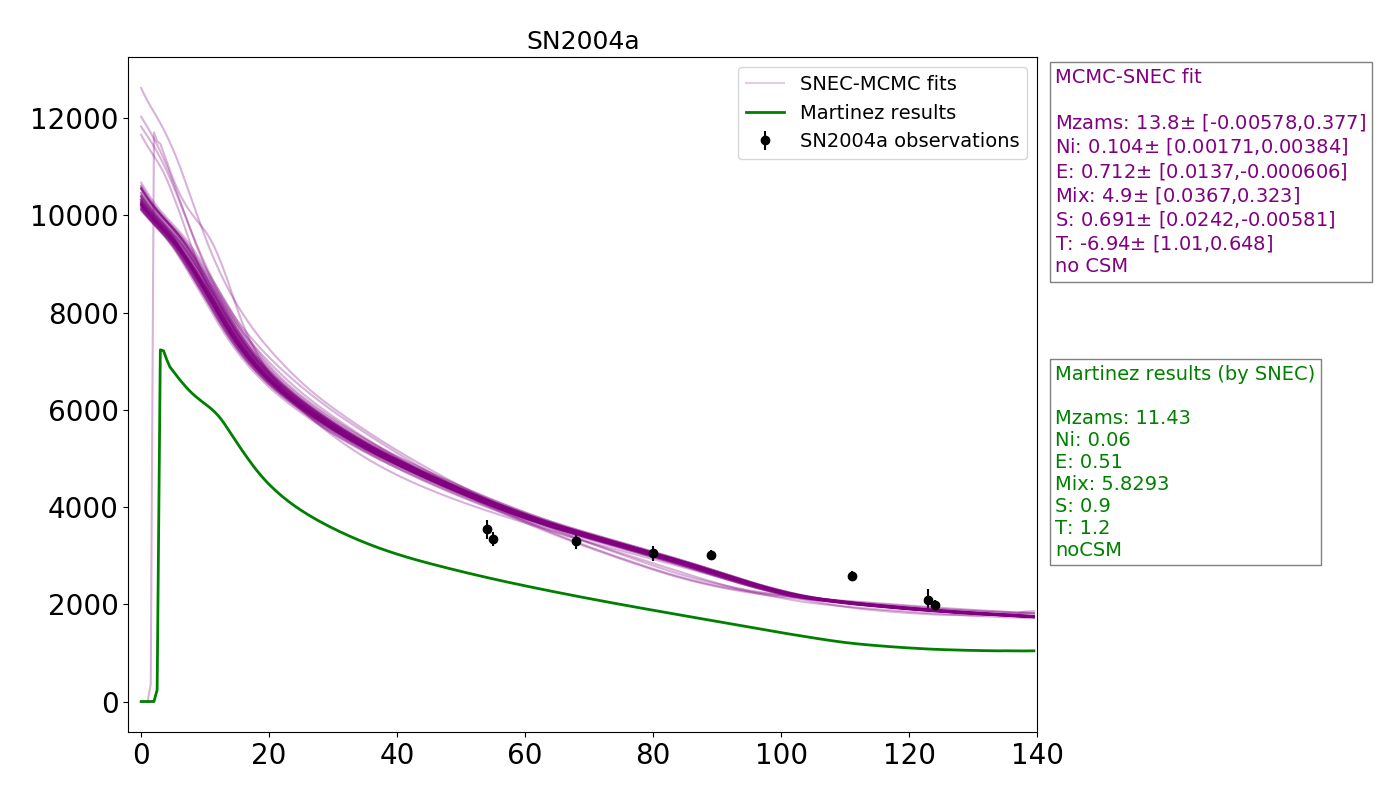 SN2004a
12000
10000
8000
6000
4000
2000
0
0 20 40 60 80 100 120 140
SNEC-MCMC fits
Martinez results
SN2004a observations
MCMC-SNEC fit
Mzams: 13.8± [-0.00578,0.377]
Ni: 0.104± [0.00171,0.00384]
E: 0.712± [0.0137,-0.000606]
Mix: 4.9± [0.0367,0.323]
S: 0.691± [0.0242,-0.00581]
T: -6.94± [1.01,0.648]
no CSM
Martinez results (by SNEC)
Mzams: 11.43
Ni: 0.06
E: 0.51
Mix: 5.8293
S: 0.9
T: 1.2
noCSM